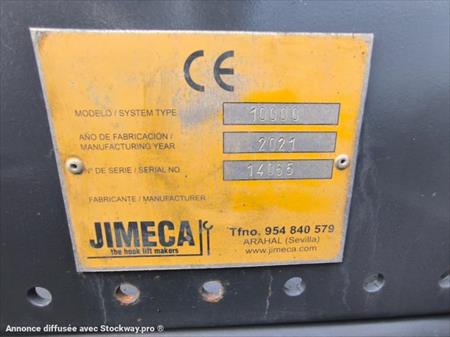 CE
MODELO / SYSTEM TYPE 10000
AÑO DE FABRICACION /
MANUFACTURING YEAR 2021
Nº DE SERIE / SERIAL NO 14065
FABRICANTE / MANUFACTURER
JIMECA
the hook lift makers
Tfno. 954 840 579
ARAHAL (Sevilla)
www.jimeca.com
Annonce diffusée avec Stockway.pro ®